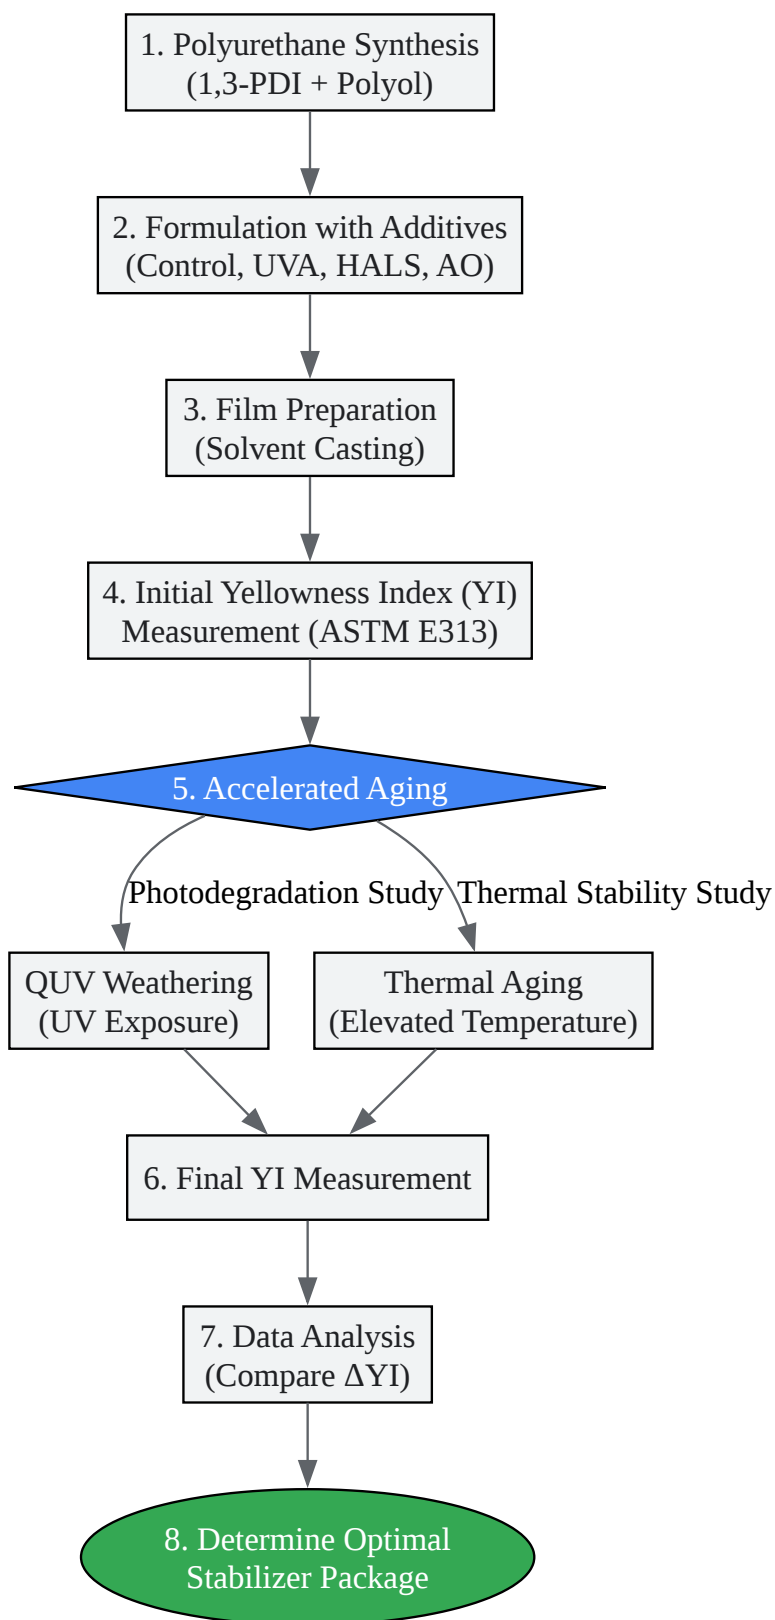 1. Polyurethane Synthesis
(1,3-PDI + Polyol)
2. Formulation with Additives
(Control, UVA, HALS, AO)
3. Film Preparation
(Solvent Casting)
4. Initial Yellowness Index (YI)
Measurement (ASTM E313)
5. Accelerated Aging
Photodegradation Study
Thermal Stability Study
QUV Weathering
(UV Exposure)
Thermal Aging
(Elevated Temperature)
6. Final YI Measurement
7. Data Analysis
(Compare ΔYI)
8. Determine Optimal
Stabilizer Package